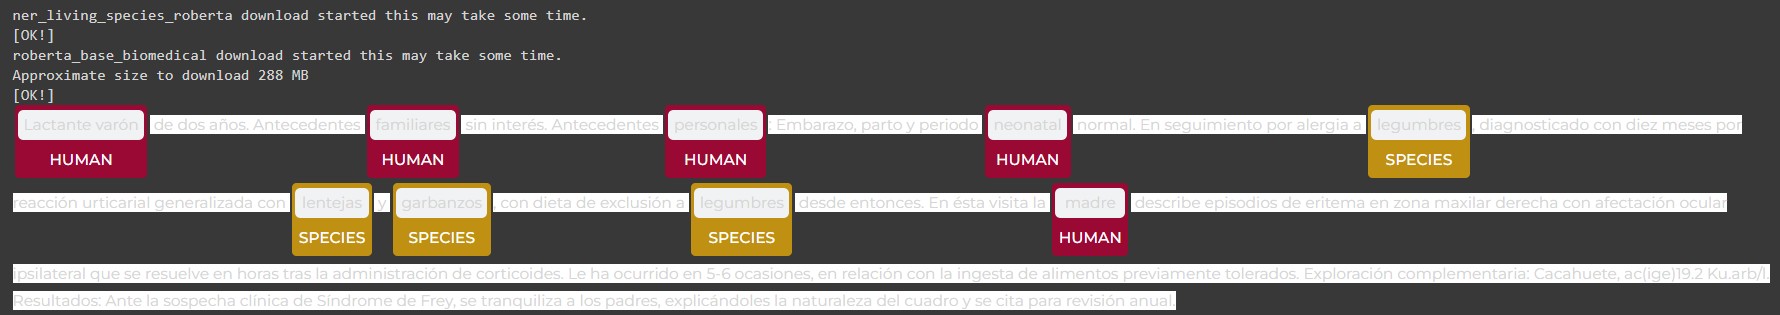 ner_living_species_roberta download started this may take some time.
[OK!]
roberta_base_biomedical download started this may take some time.
Approximate size to download 288 MB
[OK!]
Lactante varón de dos años. Antecedentes familiares sin interés. Antecedentes personales : Embarazo, parto y periodo neonatal normal. En seguimiento por alergia a legumbres , diagnosticado con diez meses por
HUMAN HUMAN HUMAN HUMAN SPECIES
reacción urticarial generalizada con lentejas y garbanzos , con dieta de exclusión a legumbres desde entonces. En ésta visita la madre describe episodios de eritema en zona maxilar derecha con afectación ocular
SPECIES SPECIES SPECIES HUMAN
ipsilateral que se resuelve en horas tras la administración de corticoides. Le ha ocurrido en 5-6 ocasiones, en relación con la ingesta de alimentos previamente tolerados. Exploración complementaria: Cacahuete, ac(ige)19.2 Ku.arb/l.
Resultados: Ante la sospecha clínica de Síndrome de Frey, se tranquiliza a los padres, explicándoles la naturaleza del cuadro y se cita para revisión anual.